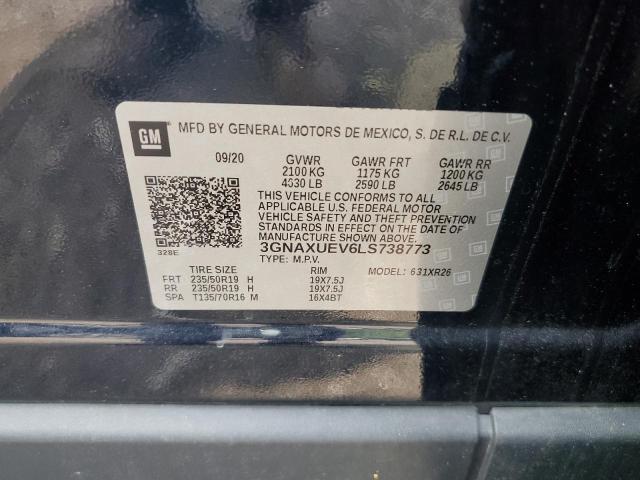 GM MFD BY GENERAL MOTORS DE MEXICO, S. DE R.L. DE C.V.
09/20 GVWR GAWR FRT GAWR RR
2100 KG 1175 KG 1200 KG
4630 LB 2590 LB 2645 LB
THIS VEHICLE CONFORMS TO ALL
APPLICABLE U.S. FEDERAL MOTOR
VEHICLE SAFETY AND THEFT PREVENTION
STANDARDS IN EFFECT ON THE DATE OF
MANUFACTURE SHOWN ABOVE.
328E 3GNAXUEV6LS738773
TYPE: M.P.V. MODEL: 631XR26
TIRE SIZE RIM
FRT 235/50R19 H 19X7.5J
RR 235/50R19 H 19X7.5J
SPA T135/70R16 M 16X4BT